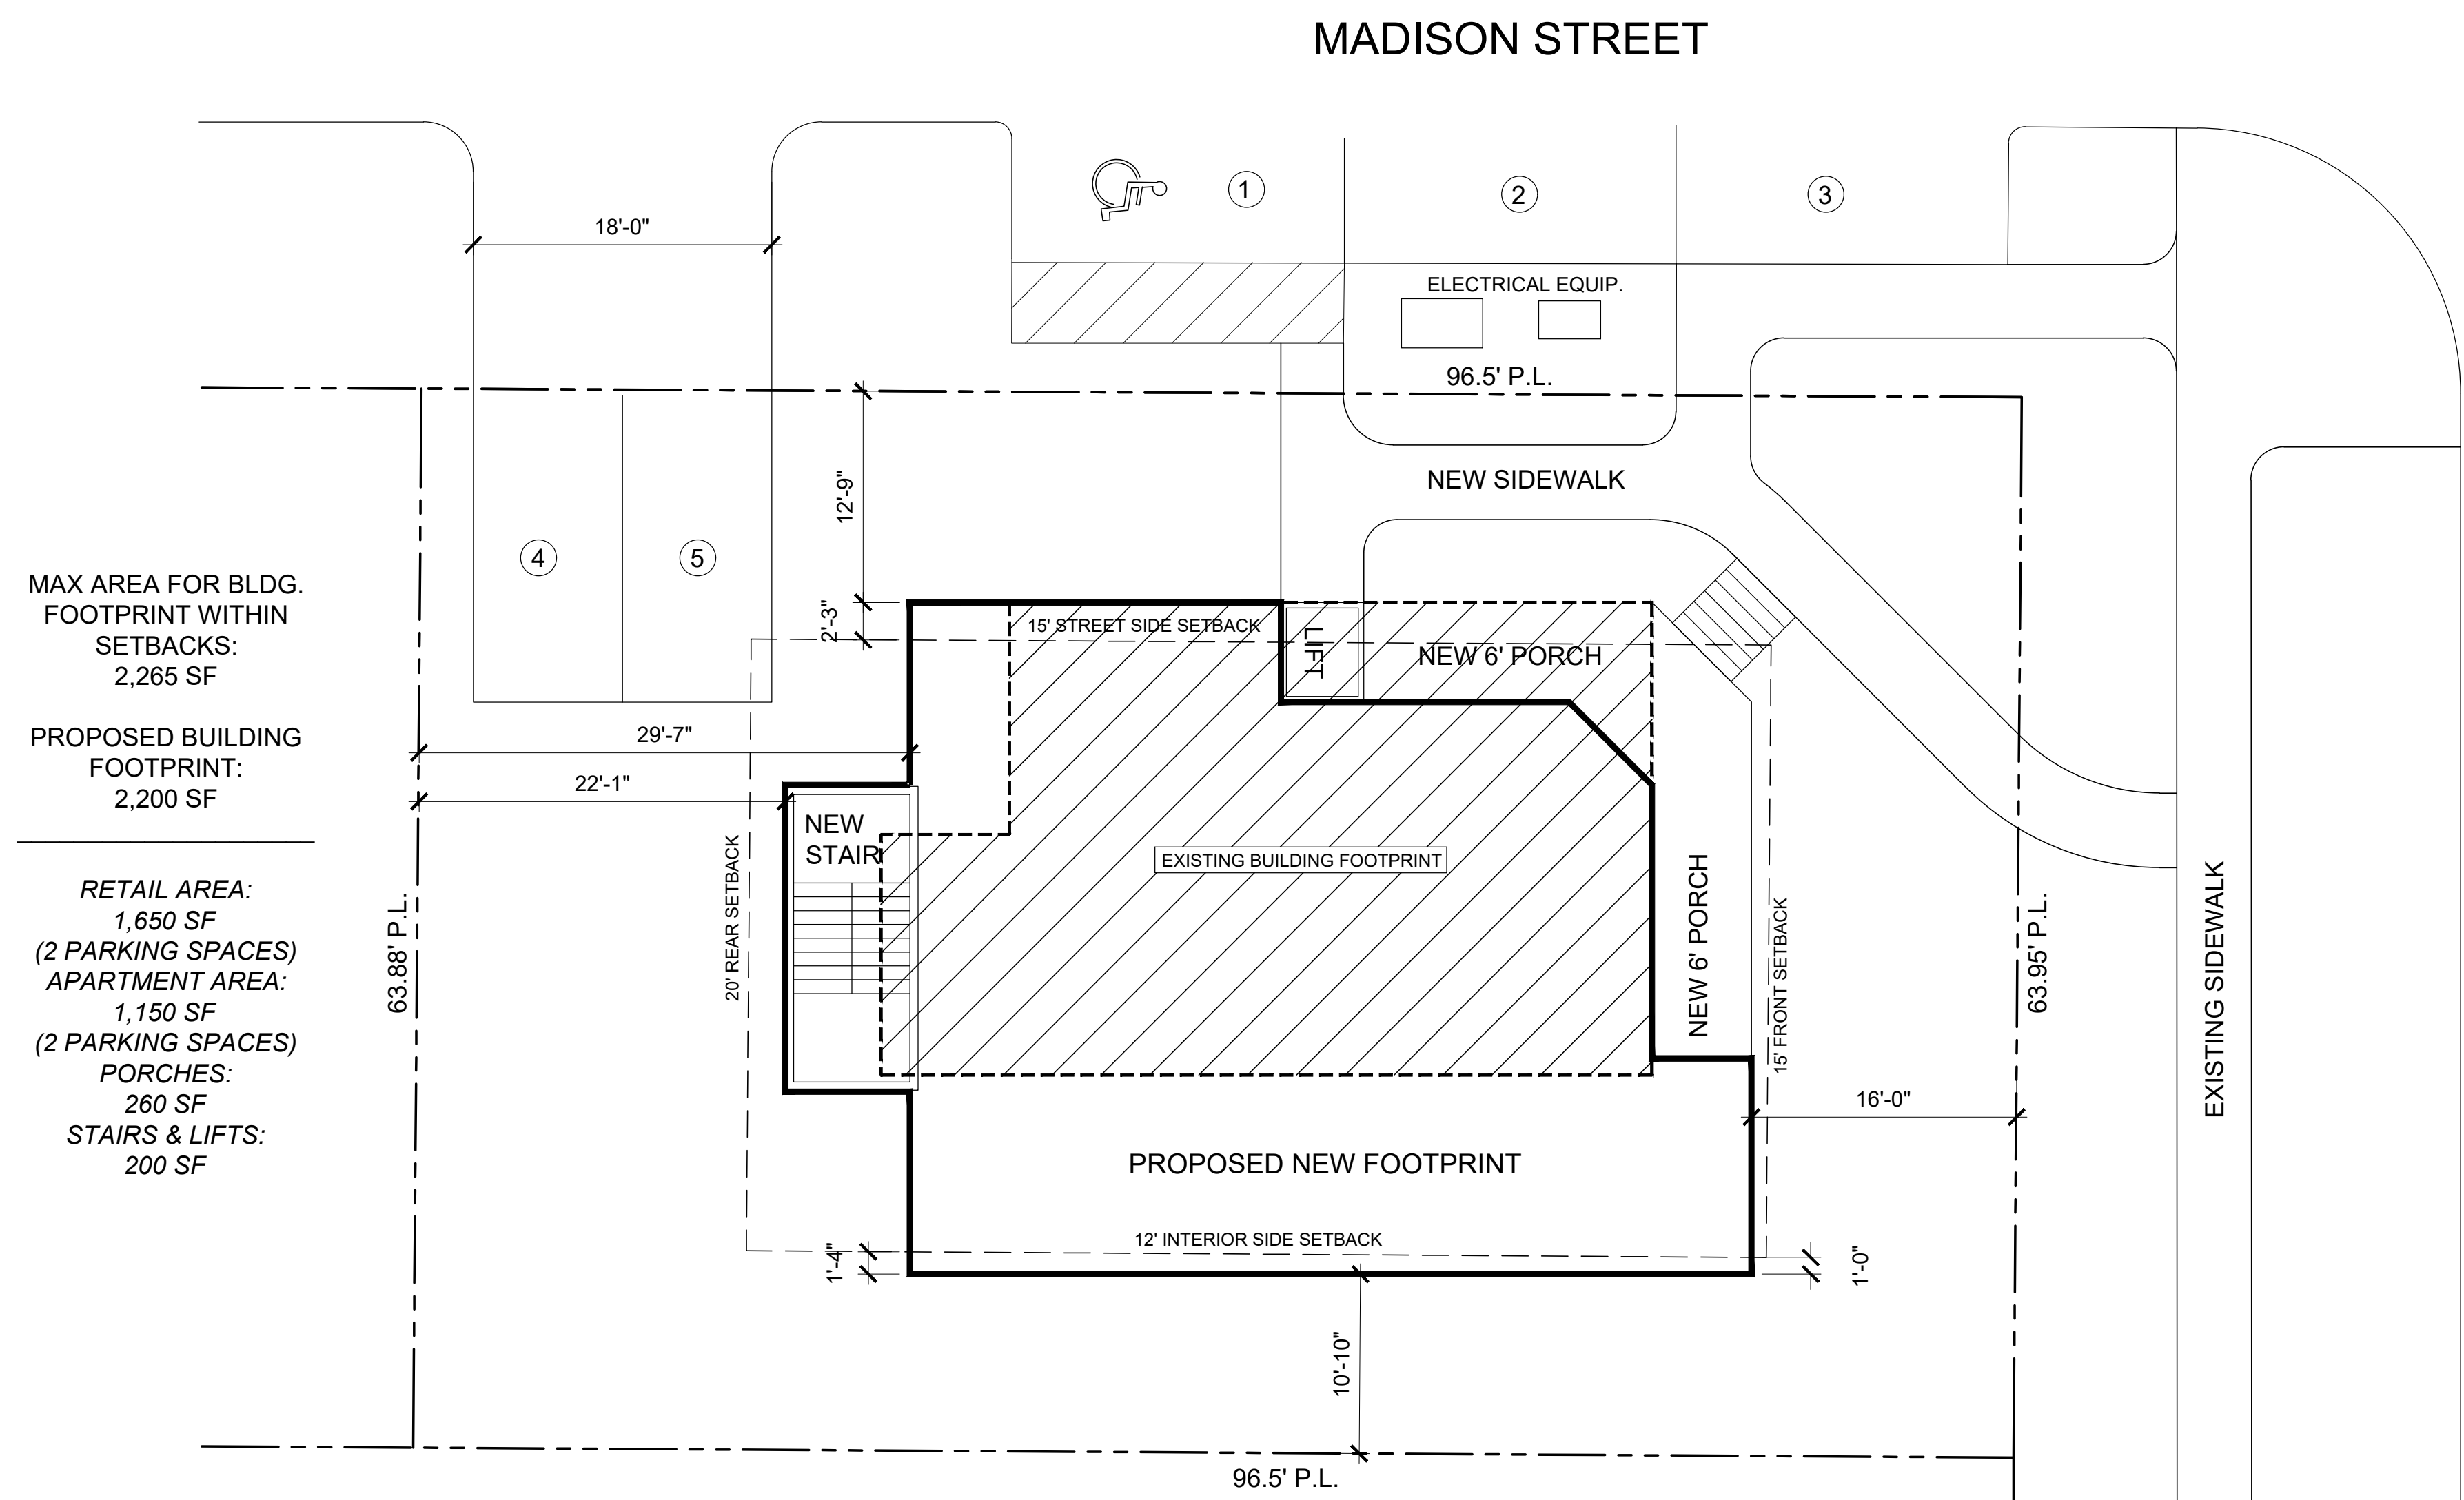 MADISON STREET
1
2
3
18'-0"
ELECTRICAL EQUIP.
96.5' P.L.
12'-9"
NEW SIDEWALK
4
5
MAX AREA FOR BLDG.
FOOTPRINT WITHIN
SETBACKS:
2,265 SF
PROPOSED BUILDING
FOOTPRINT:
2,200 SF
RETAIL AREA:
1,650 SF
(2 PARKING SPACES)
APARTMENT AREA:
1,150 SF
(2 PARKING SPACES)
PORCHES:
260 SF
STAIRS & LIFTS:
200 SF
2'-3"
15' STREET SIDE SETBACK
LIFT
NEW 6' PORCH
29'-7"
22'-1"
NEW
STAIR
EXISTING BUILDING FOOTPRINT
20' REAR SETBACK
63.88' P.L.
NEW 6' PORCH
15' FRONT SETBACK
63.95' P.L.
EXISTING SIDEWALK
16'-0"
PROPOSED NEW FOOTPRINT
12' INTERIOR SIDE SETBACK
1'-4"
1'-0"
10'-10"
96.5' P.L.